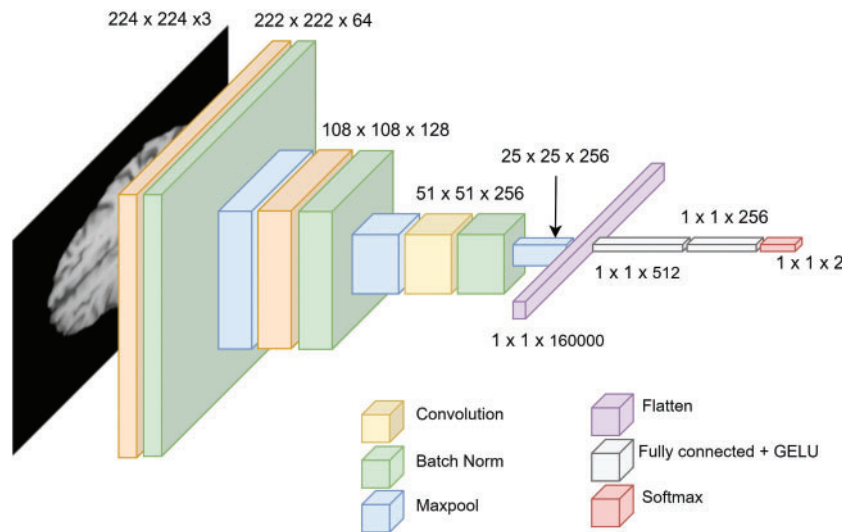 224 x 224 x3
222 x 222 x 64
108 x 108 x 128
25 x 25 x 256
51 x 51 x 256
1 x 1 x 256
1 x 1 x 512
1 x 1 x 2
1 x 1 x 160000
Convolution
Batch Norm
Maxpool
Flatten
Fully connected + GELU
Softmax